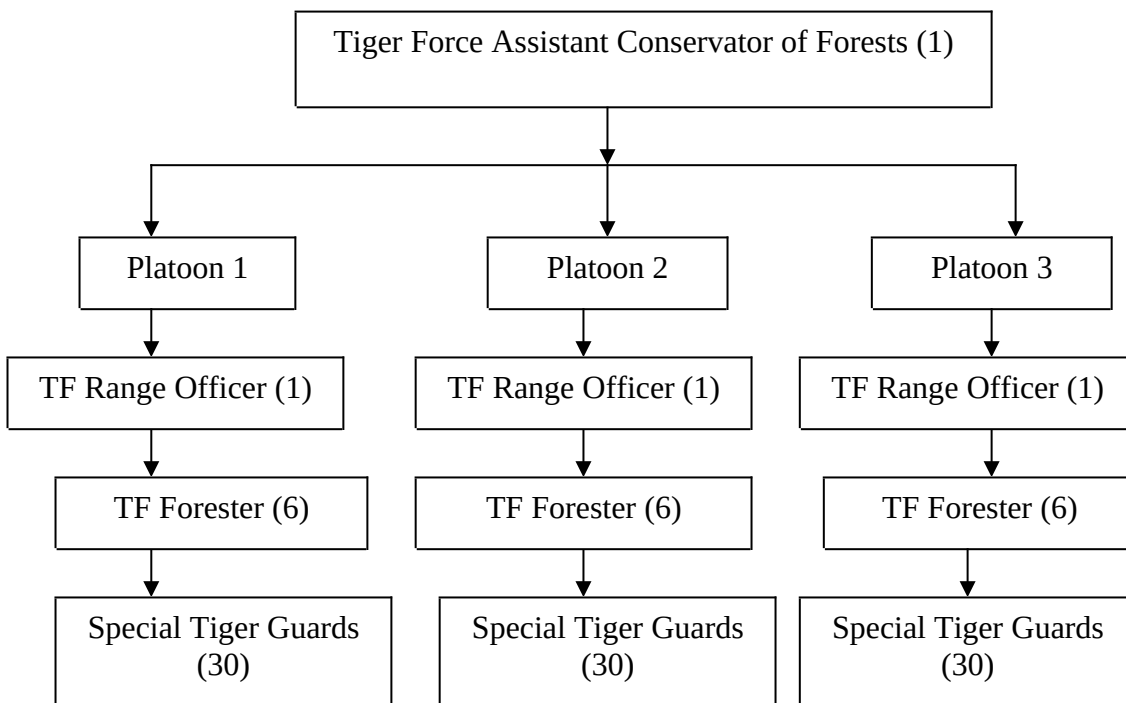 Tiger Force Assistant Conservator of Forests (1)
Platoon 1
Platoon 2
Platoon 3
TF Range Officer (1)
TF Range Officer (1)
TF Range Officer (1)
TF Forester (6)
TF Forester (6)
TF Forester (6)
Special Tiger Guards
(30)
Special Tiger Guards
(30)
Special Tiger Guards
(30)